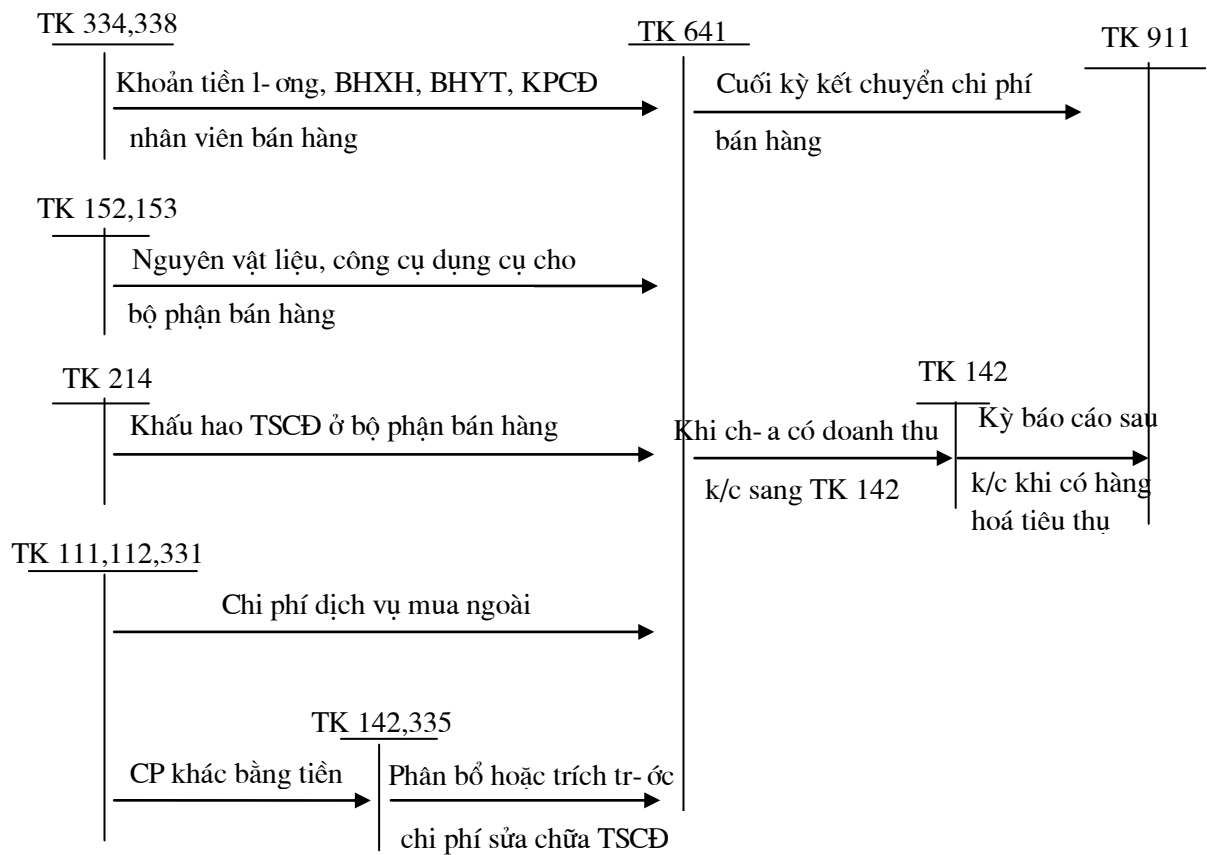 TK 334,338
TK 641
TK 911
Khoản tiền l- ơng, BHXH, BHYT, KPCĐ
nhân viên bán hàng
Cuối kỳ kết chuyển chi phí
bán hàng
TK 152,153
Nguyên vật liệu, công cụ dụng cụ cho
bộ phận bán hàng
TK 214
Khấu hao TSCĐ ở bộ phận bán hàng
TK 142
Khi ch- a có doanh thu
k/c sang TK 142
Kỳ báo cáo sau
k/c khi có hàng
hoá tiêu thụ
TK 111,112,331
Chi phí dịch vụ mua ngoài
TK 142,335
CP khác bằng tiền
Phân bổ hoặc trích tr- ớc
chi phí sửa chữa TSCĐ